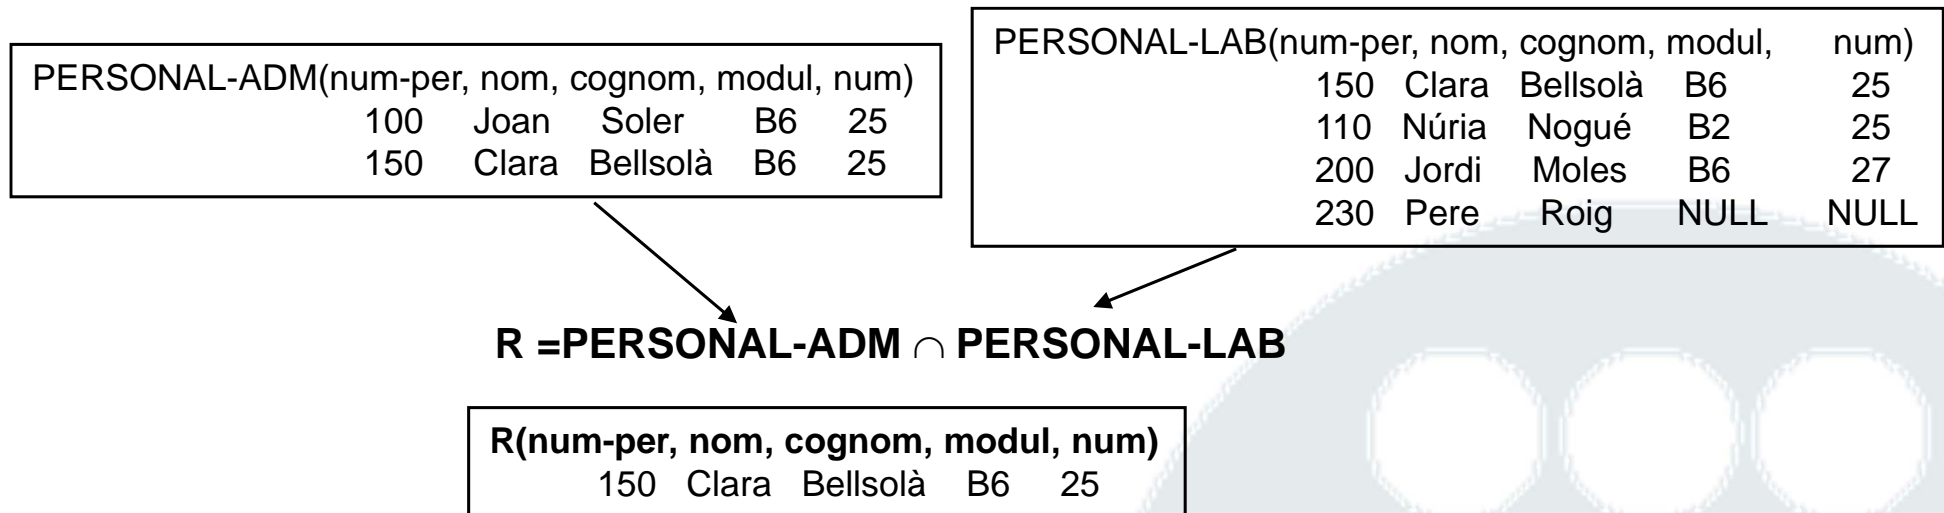 PERSONAL-ADM(num-per, nom, cognom, modul, num)
100 Joan Soler B6 25
150 Clara Bellsolà B6 25
PERSONAL-LAB(num-per, nom, cognom, modul, num)
150 Clara Bellsolà B6 25
110 Núria Nogué B2 25
200 Jordi Moles B6 27
230 Pere Roig NULL NULL
R =PERSONAL-ADM ∩ PERSONAL-LAB
R(num-per, nom, cognom, modul, num)
150 Clara Bellsolà B6 25